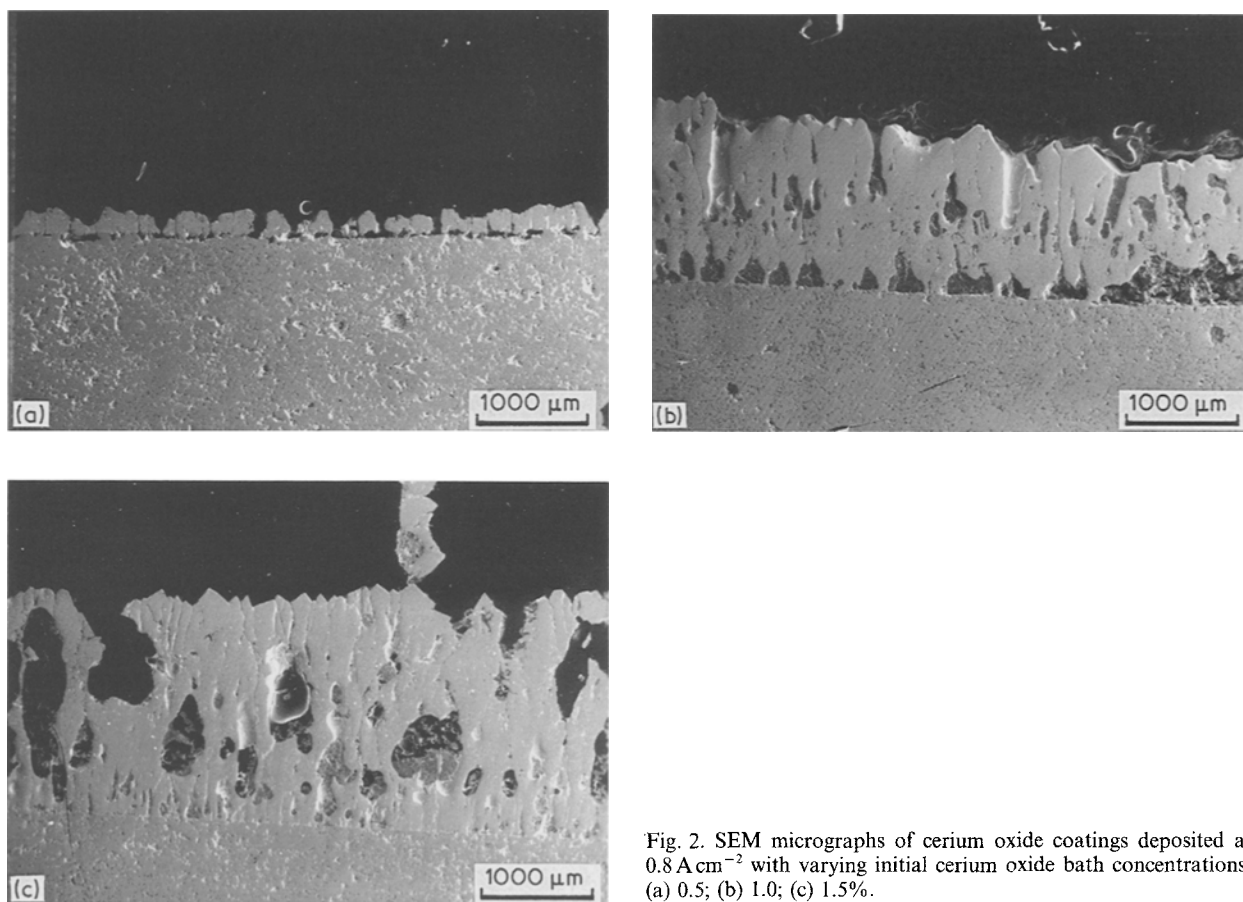 (a)
1000 µm
(b)
1000 µm
(c)
1000 µm
Fig. 2. SEM micrographs of cerium oxide coatings deposited a
0.8 A cm⁻² with varying initial cerium oxide bath concentrations
(a) 0.5; (b) 1.0; (c) 1.5%.